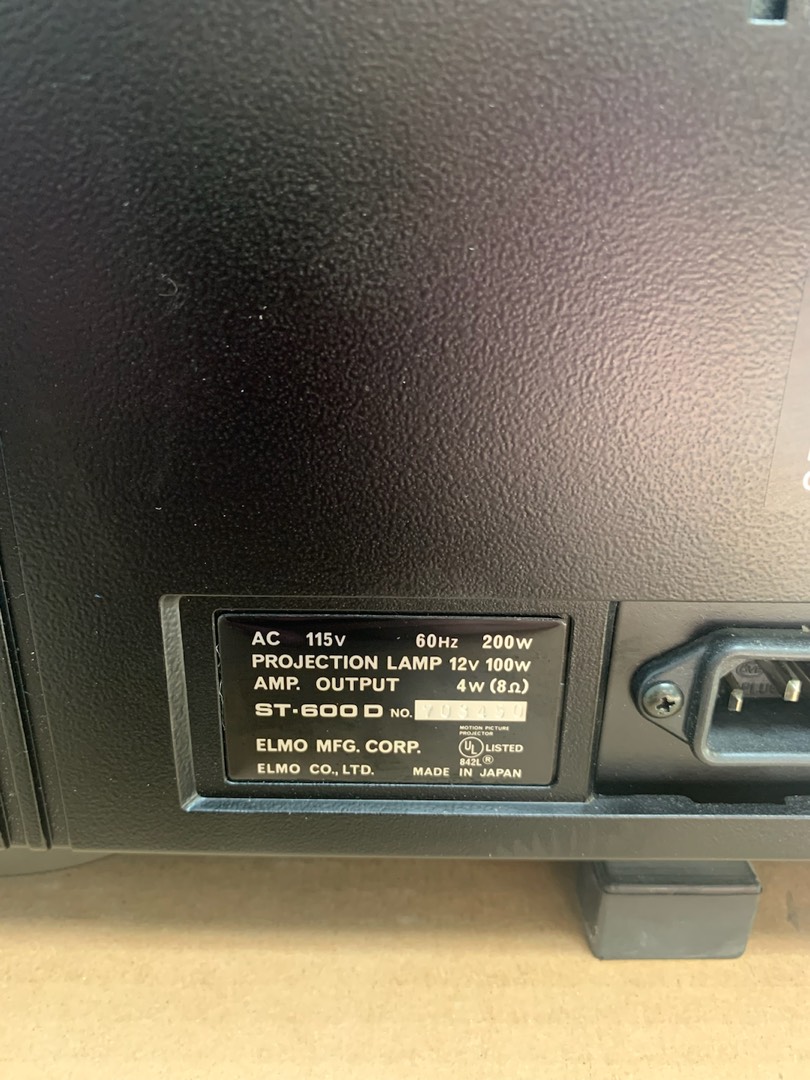 AC 115V 60Hz 200W
PROJECTION LAMP 12V 100W
AMP. OUTPUT 4W (8Ω)
ST-600 D NO.
MOTION PICTURE
PROJECTOR
ELMO MFG. CORP. UL LISTED
842L ®
ELMO CO., LTD. MADE IN JAPAN